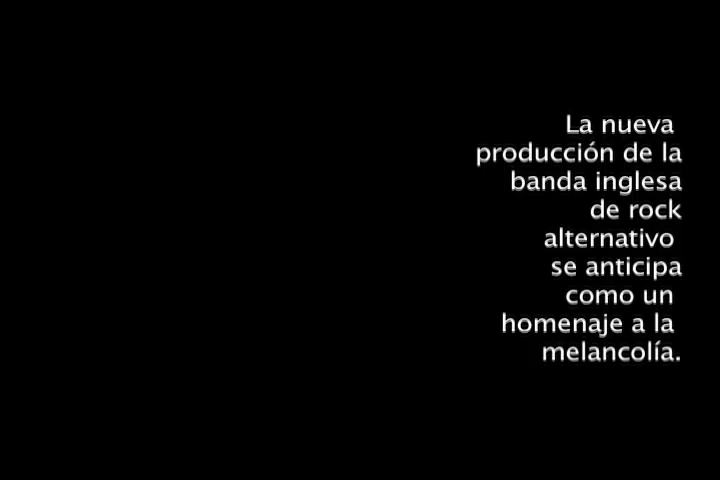 La nueva
producción de la
banda inglesa
de rock
alternativo
se anticipa
como un
homenaje a la
melancolía.